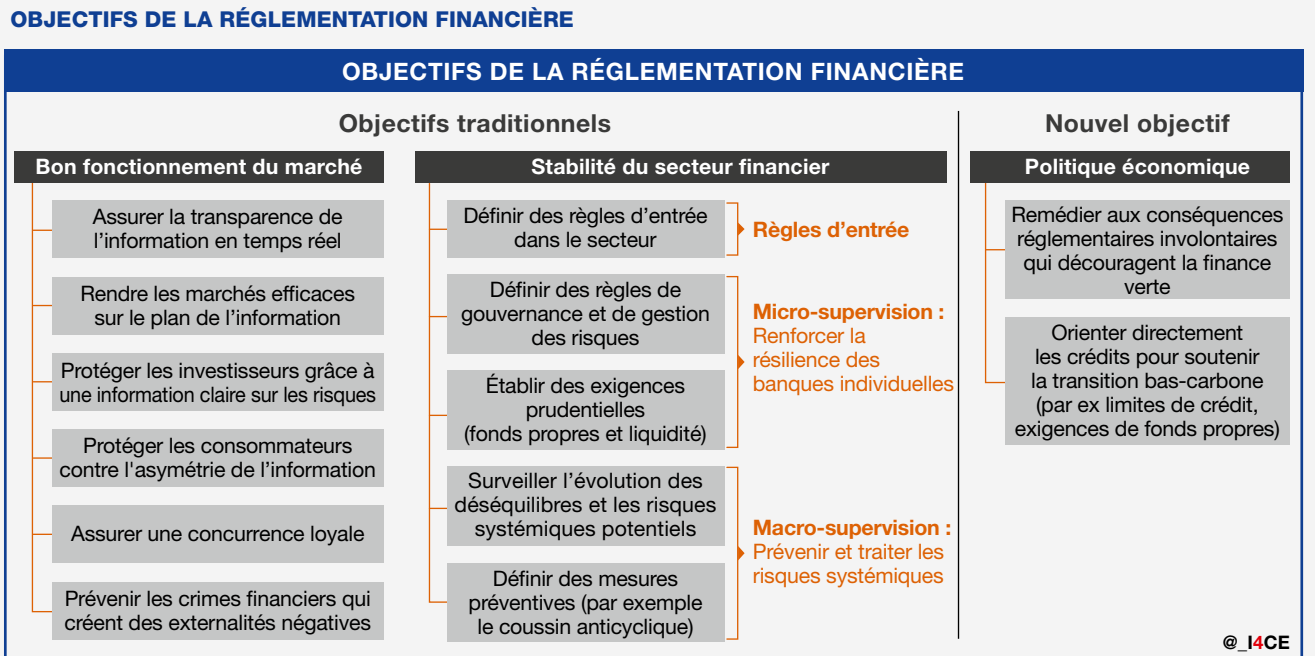 OBJECTIFS DE LA RÉGLEMENTATION FINANCIÈRE
OBJECTIFS DE LA RÉGLEMENTATION FINANCIÈRE
Objectifs traditionnels
Bon fonctionnement du marché
Assurer la transparence de
l’information en temps réel
Rendre les marchés efficaces
sur le plan de l’information
Protéger les investisseurs grâce à
une information claire sur les risques
Protéger les consommateurs
contre l'asymétrie de l’information
Assurer une concurrence loyale
Prévenir les crimes financiers qui
créent des externalités négatives
Stabilité du secteur financier
Définir des règles d’entrée
dans le secteur
Règles d’entrée
Définir des règles de
gouvernance et de gestion
des risques
Établir des exigences
prudentielles
(fonds propres et liquidité)
Micro-supervision :
Renforcer la
résilience des
banques individuelles
Surveiller l’évolution des
déséquilibres et les risques
systémiques potentiels
Définir des mesures
préventives (par exemple
le coussin anticyclique)
Macro-supervision :
Prévenir et traiter les
risques systémiques
Nouvel objectif
Politique économique
Remédier aux conséquences
réglementaires involontaires
qui découragent la finance
verte
Orienter directement
les crédits pour soutenir
la transition bas-carbone
(par ex limites de crédit,
exigences de fonds propres)
@_I4CE